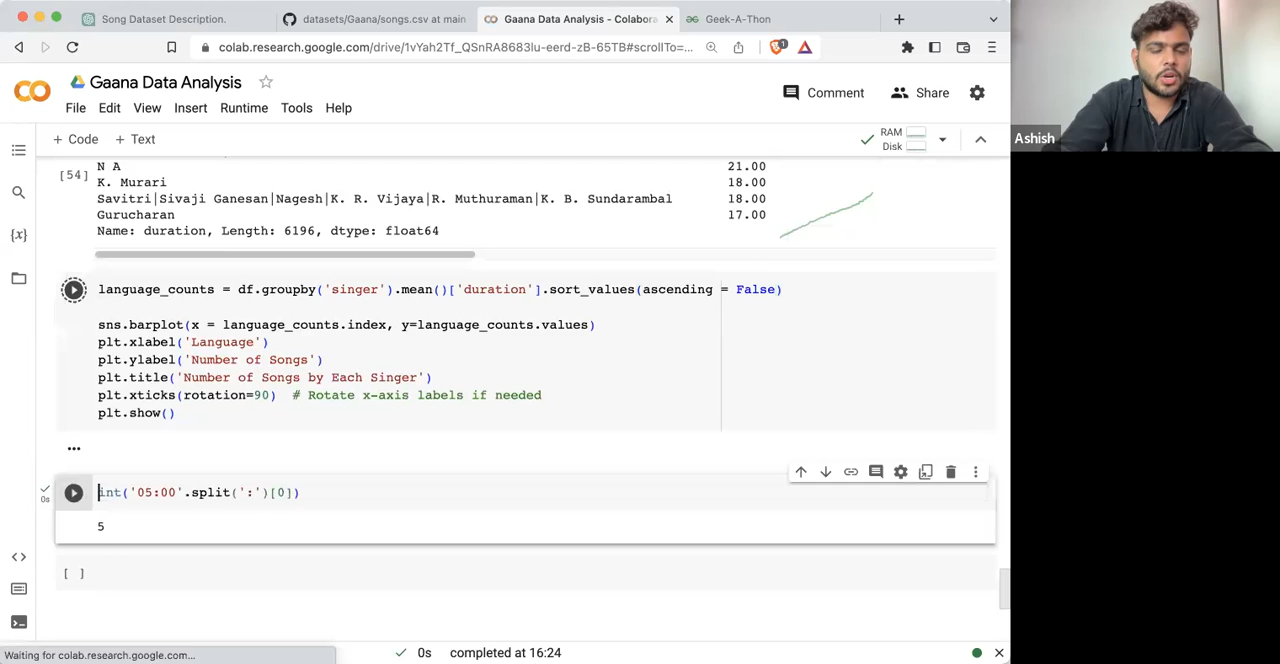 Song Dataset Description.
datasets/Gaana/songs.csv at main
Gaana Data Analysis - Colabora
Geek-A-Thon
colab.research.google.com/drive/1vYah2Tf_QSnRA8683lu-eerd-zB-65TB#scrollTo=...
1
Gaana Data Analysis
File Edit View Insert Runtime Tools Help
Comment
Share
Ashish
+ Code + Text
RAM
Disk
N A 21.00
[54] K. Murari 18.00
Savitri|Sivaji Ganesan|Nagesh|K. R. Vijaya|R. Muthuraman|K. B. Sundarambal 18.00
Gurucharan 17.00
Name: duration, Length: 6196, dtype: float64
language_counts = df.groupby('singer').mean()['duration'].sort_values(ascending = False)
sns.barplot(x = language_counts.index, y=language_counts.values)
plt.xlabel('Language')
plt.ylabel('Number of Songs')
plt.title('Number of Songs by Each Singer')
plt.xticks(rotation=90)  # Rotate x-axis labels if needed
plt.show()
...
0s
int('05:00'.split(':')[0])
5
[ ]
Waiting for colab.research.google.com...
0s completed at 16:24